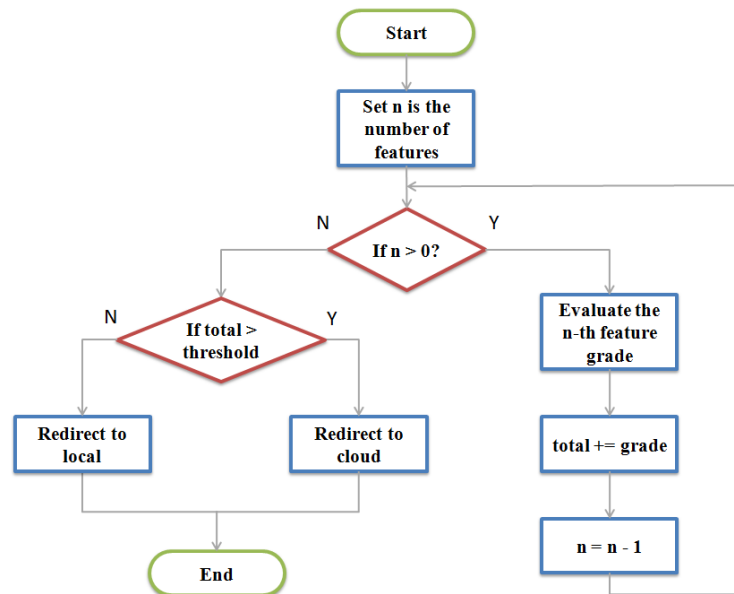 Start
Set n is the
number of
features
N
Y
If n > 0?
N
Y
If total >
threshold
Evaluate the
n-th feature
grade
Redirect to
local
Redirect to
cloud
total += grade
n = n - 1
End